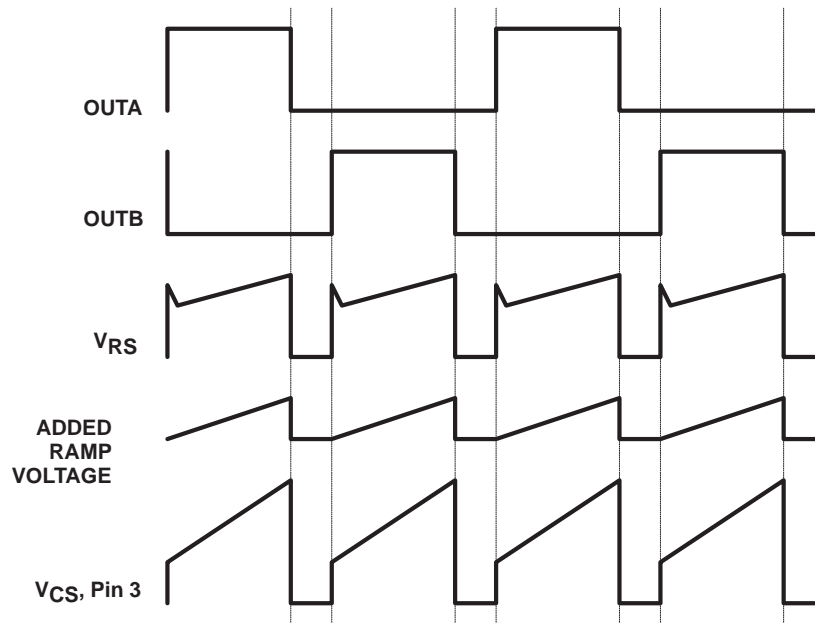 OUTA
OUTB
VRS
ADDED
RAMP
VOLTAGE
VCS, Pin 3